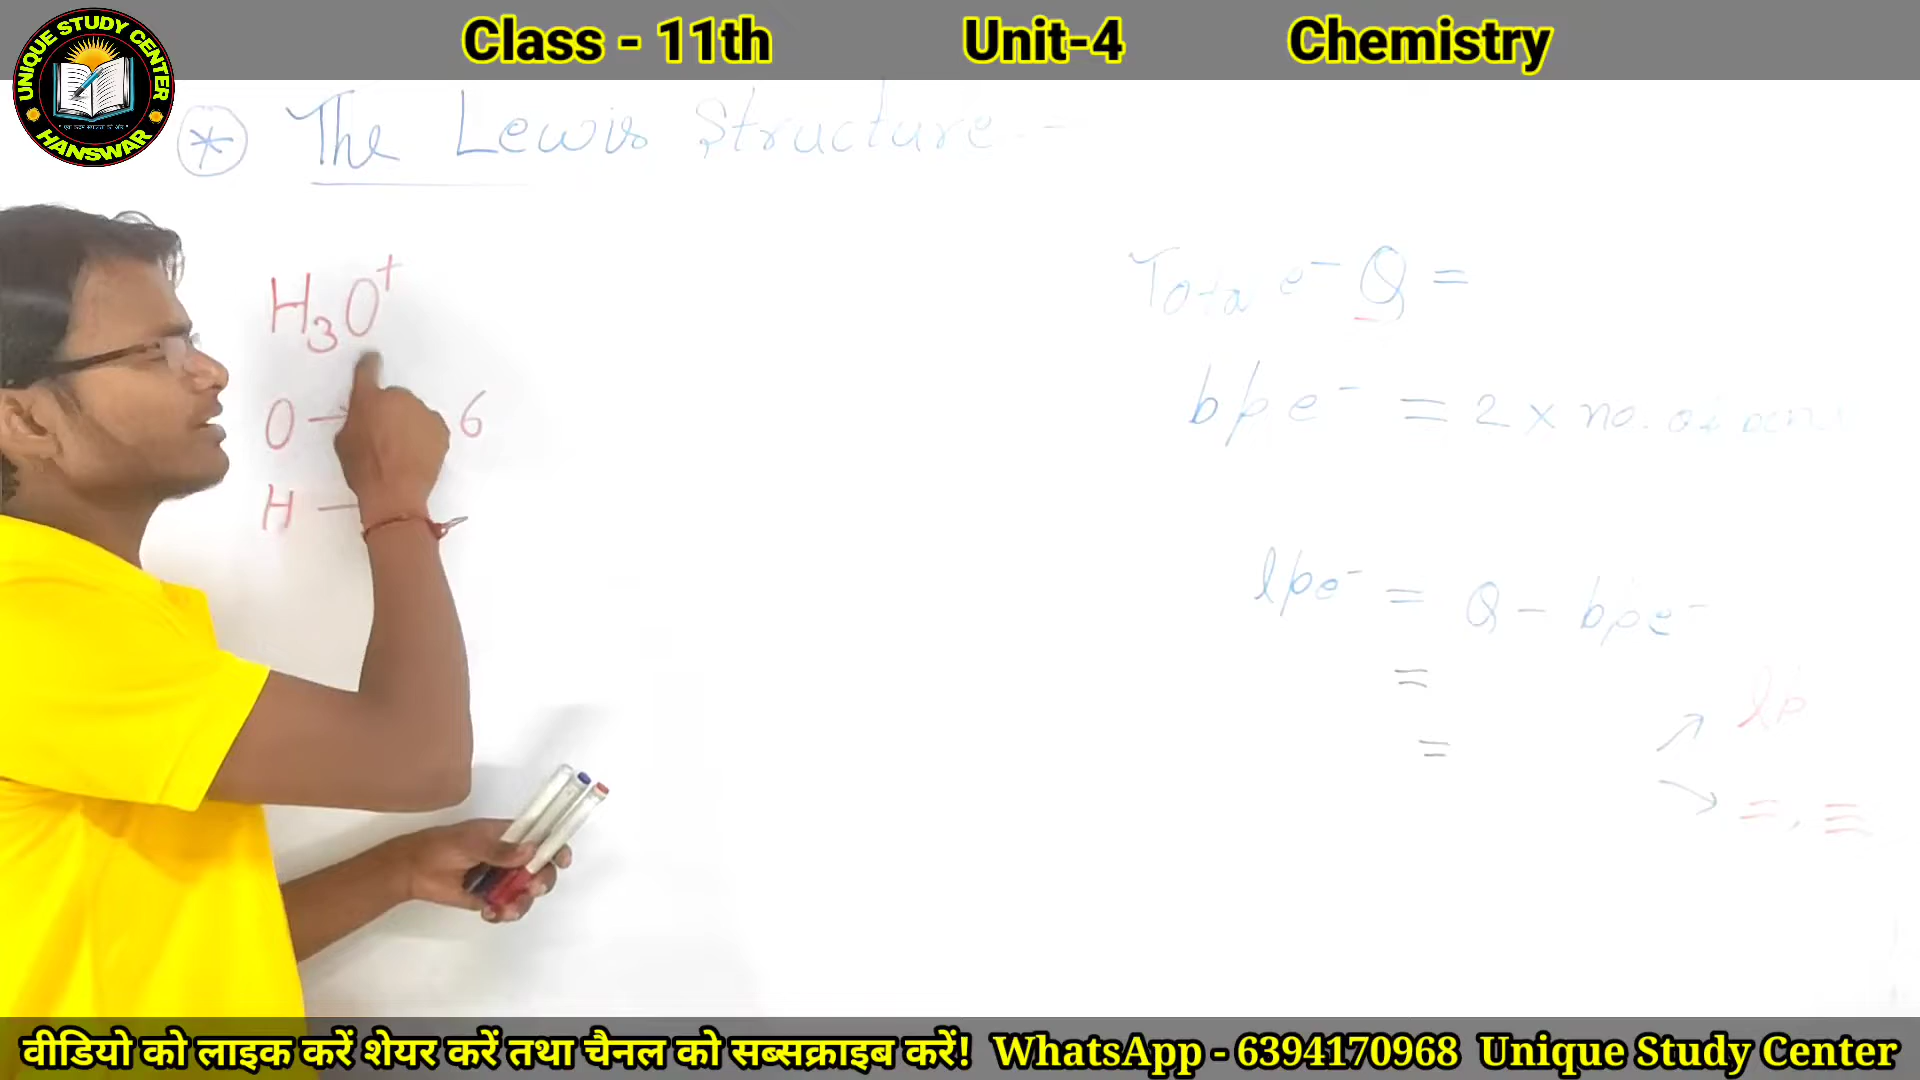 Class - 11th Unit-4 Chemistry
UNIQUE STUDY CENTER
HANSWAR
* The Lewis Structure -
H₃O⁺
O → 6
H —
Total e⁻ Q =
bpe⁻ = 2 × no. of
lpe⁻ = Q - bpe⁻
=
= ↗ lp
↘ =, ≡
वीडियो को लाइक करें शेयर करें तथा चैनल को सब्सक्राइब करें! WhatsApp - 6394170968 Unique Study Center